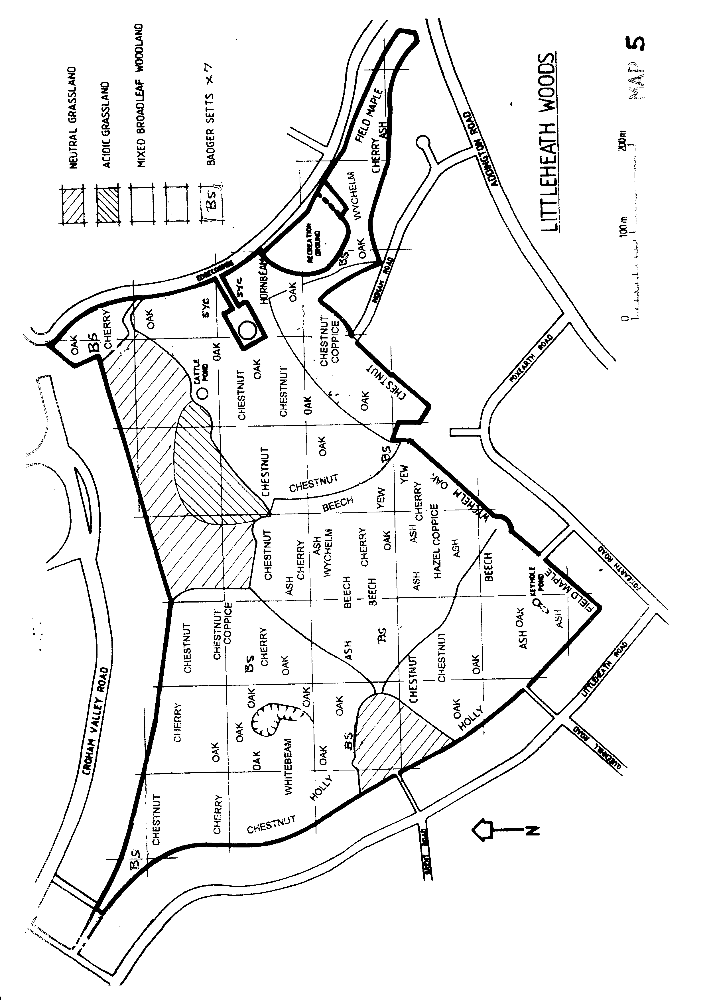 NEUTRAL GRASSLAND
ACIDIC GRASSLAND
MIXED BROADLEAF WOODLAND
BS
BADGER SETTS x 7
LITTLEHEATH WOODS
MAP 5
0
100m
200m
N
CROHAM VALLEY ROAD
EDGECOOMBE
ADDINGTON ROAD
INGHAM ROAD
FOXEARTH ROAD
FOXEARTH ROAD
LITTLEHEATH ROAD
QUEENHILL ROAD
BRENT ROAD
RECREATION
GROUND
CATTLE
POND
KEYHOLE
POND
OAK
BS
CHERRY
OAK
SYC
SYC
HORNBEAM
OAK
BS
OAK
WYCHELM
CHERRY
ASH
FIELD MAPLE
OAK
CHESTNUT
OAK
CHESTNUT
OAK
CHESTNUT
COPPICE
CHESTNUT
OAK
CHESTNUT
OAK
BS
CHESTNUT
BEECH
YEW
YEW
CHERRY
OAK
WYCHELM
CHESTNUT
CHERRY
ASH
ASH
WYCHELM
CHERRY
OAK
ASH
HAZEL COPPICE
ASH
ASH
BEECH
BEECH
BEECH
FIELD MAPLE
CHESTNUT
CHESTNUT
COPPICE
BS
CHERRY
OAK
ASH
BS
CHESTNUT
CHESTNUT
OAK
ASH
OAK
ASH
CHERRY
OAK
OAK
OAK
OAK
OAK
OAK
WHITEBEAM
OAK
BS
OAK
HOLLY
HOLLY
CHESTNUT
CHERRY
CHESTNUT
BS